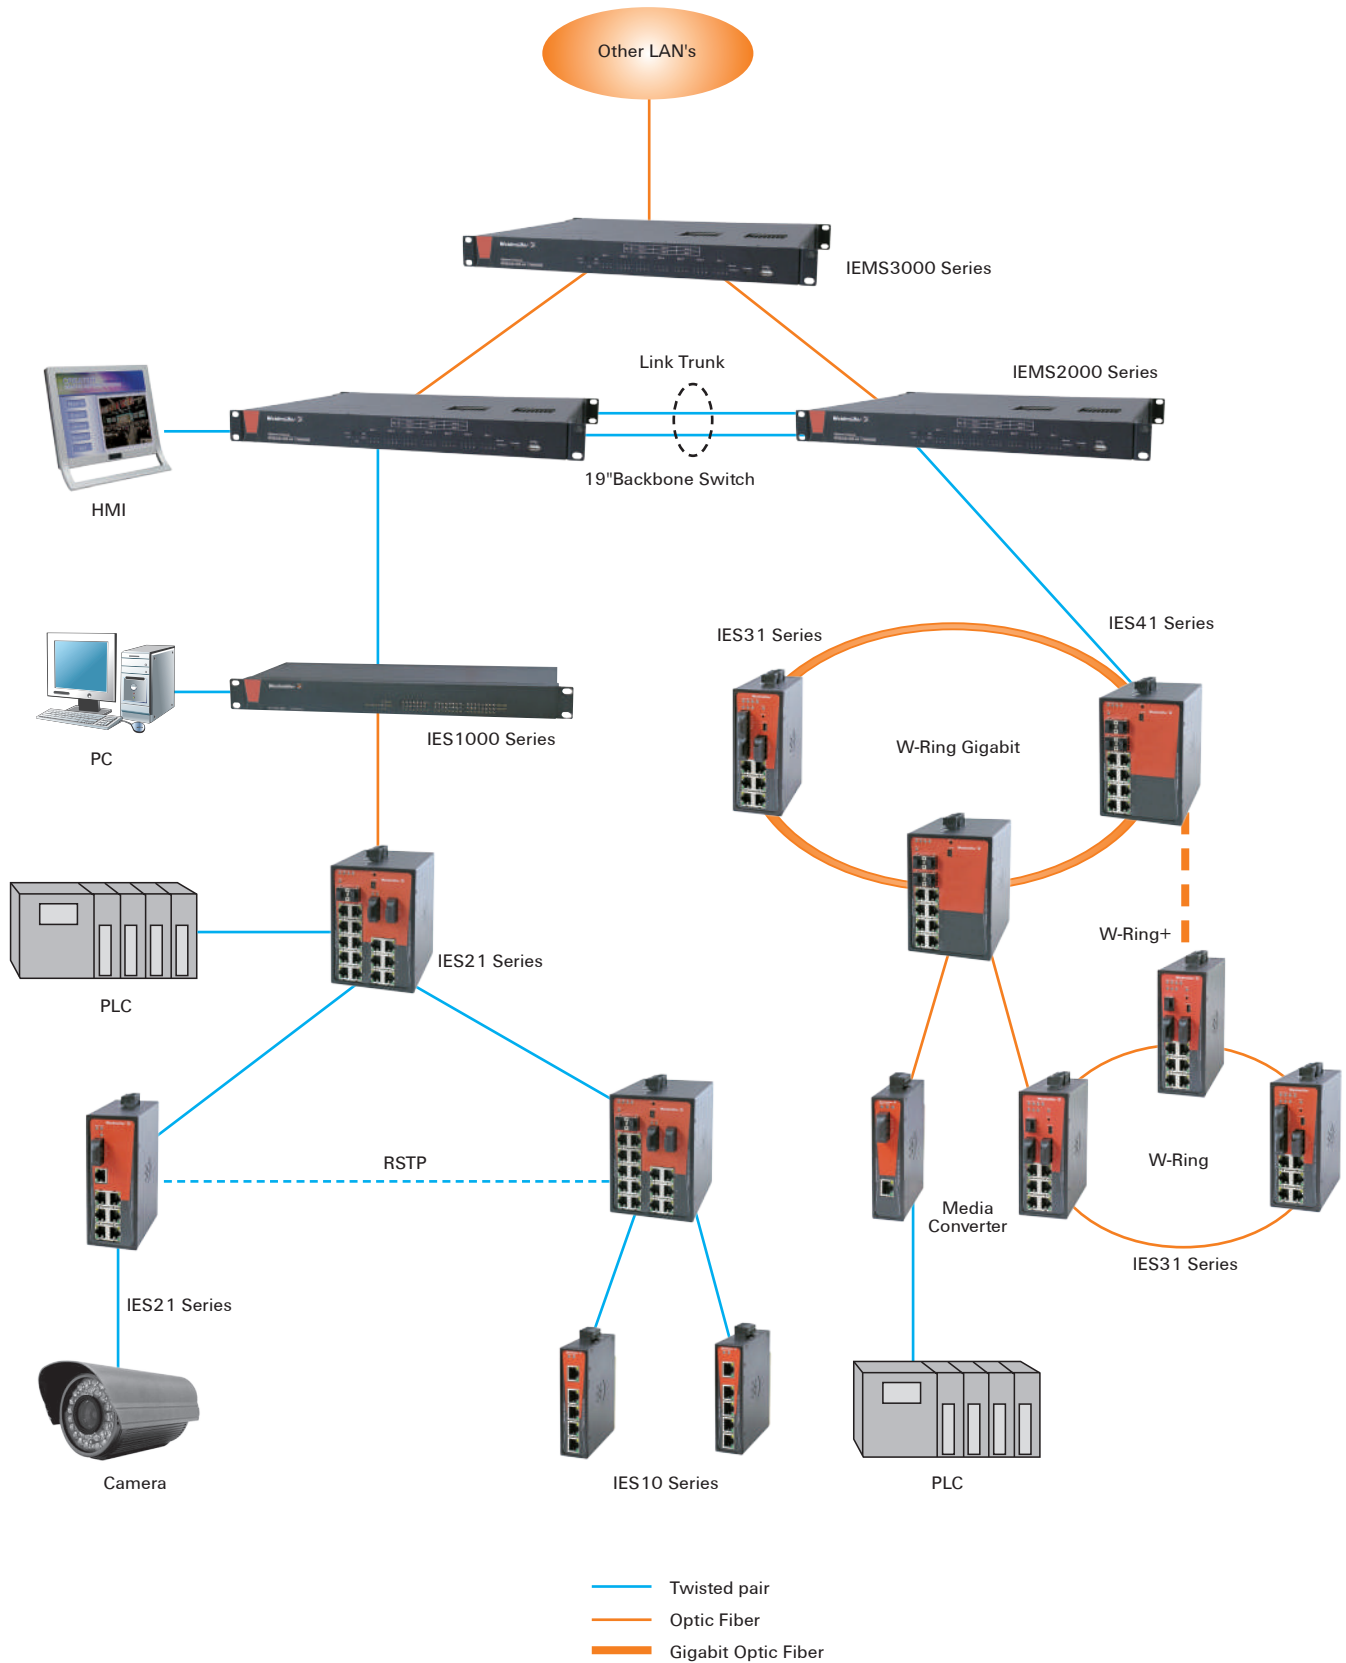 Other LAN's
IEMS3000 Series
Link Trunk
IEMS2000 Series
19"Backbone Switch
HMI
IES31 Series
IES41 Series
W-Ring Gigabit
IES1000 Series
PC
W-Ring+
IES21 Series
PLC
RSTP
W-Ring
Media
Converter
IES31 Series
IES21 Series
Camera
IES10 Series
PLC
Twisted pair
Optic Fiber
Gigabit Optic Fiber